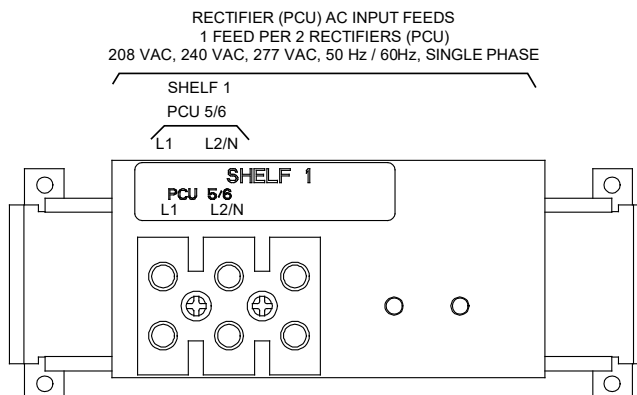 RECTIFIER (PCU) AC INPUT FEEDS
1 FEED PER 2 RECTIFIERS (PCU)
208 VAC, 240 VAC, 277 VAC, 50 Hz / 60Hz, SINGLE PHASE
SHELF 1
PCU 5/6
L1 L2/N
SHELF 1
PCU 5/6
L1 L2/N